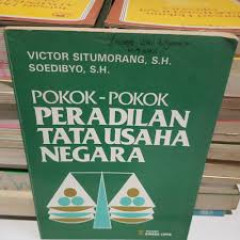 VICTOR SITUMORANG, S.H.
SOEDIBYO, S.H.
POKOK-POKOK
PERADILAN
TATA USAHA
NEGARA